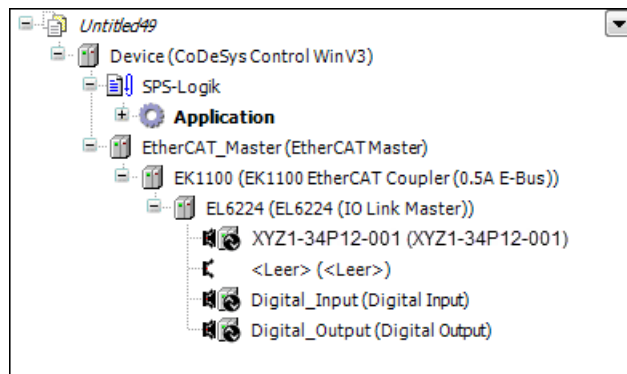 Untitled49
Device (CoDeSys Control Win V3)
SPS-Logik
Application
EtherCAT_Master (EtherCAT Master)
EK1100 (EK1100 EtherCAT Coupler (0.5A E-Bus))
EL6224 (EL6224 (IO Link Master))
XYZ1-34P12-001 (XYZ1-34P12-001)
<Leer> (<Leer>)
Digital_Input (Digital Input)
Digital_Output (Digital Output)